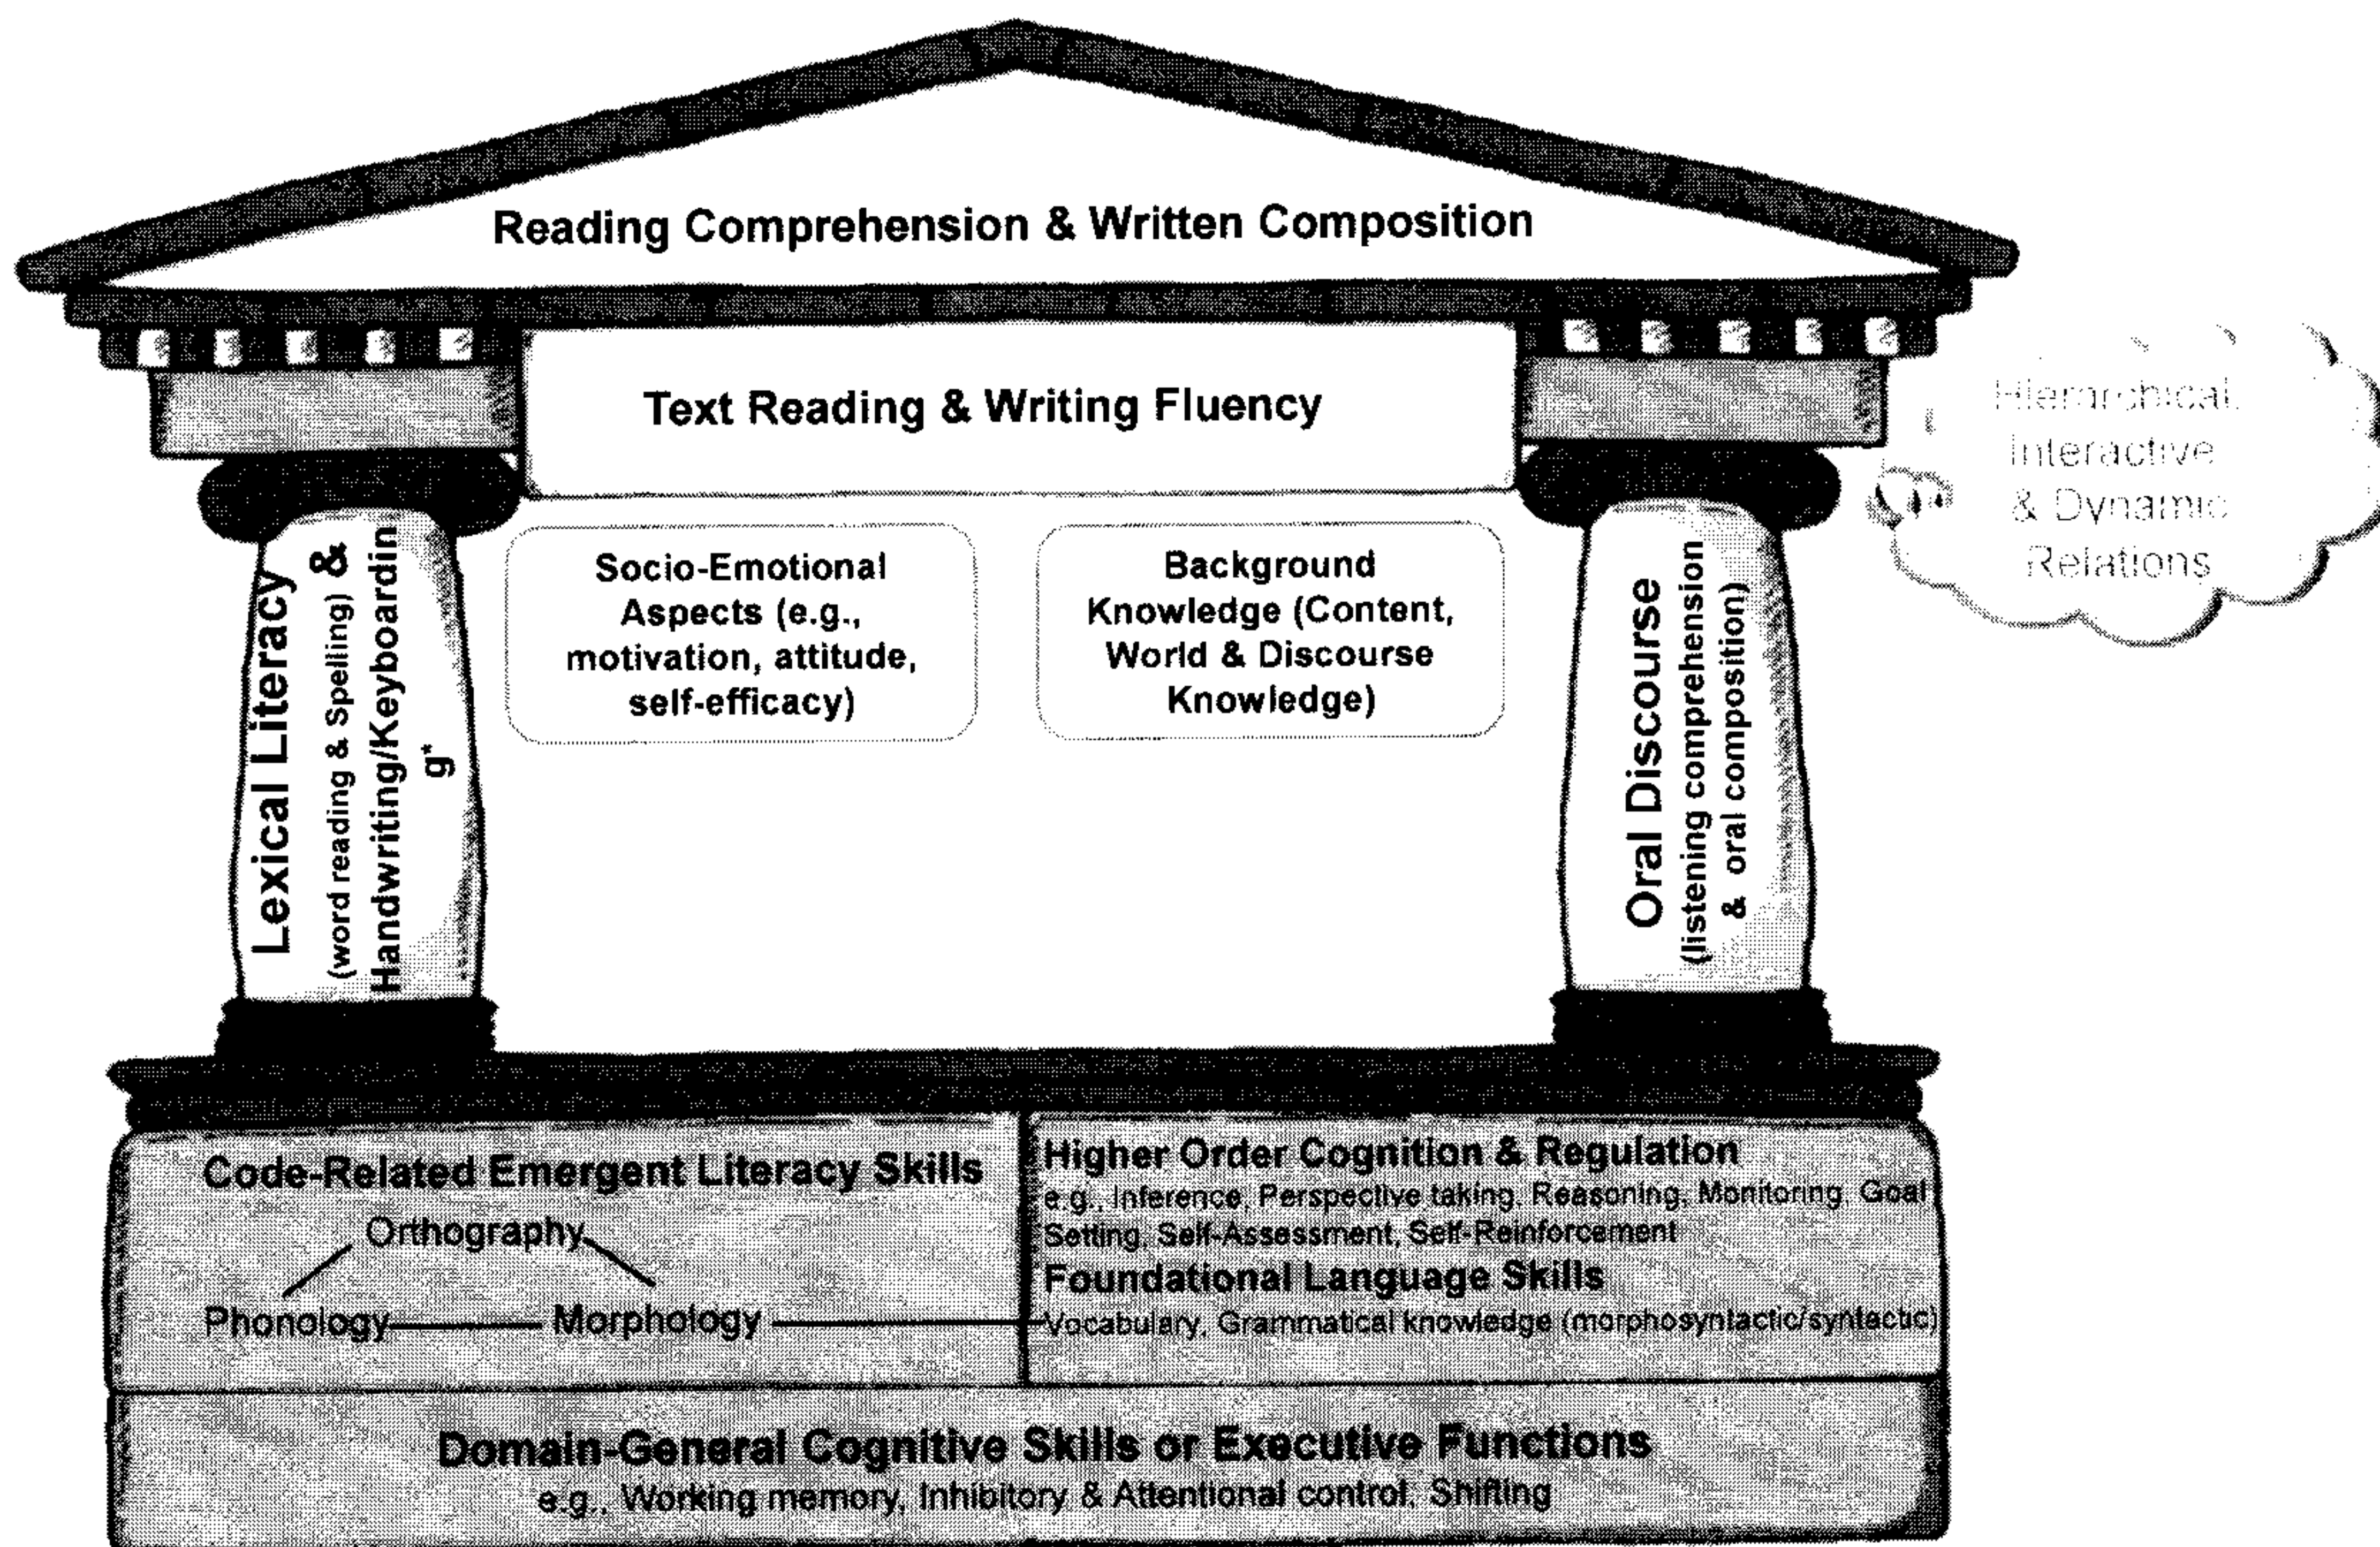 Reading Comprehension & Written Composition
Text Reading & Writing Fluency
Hierarchical,
Interactive
& Dynamic
Relations
Lexical Literacy
(word reading & Spelling) &
Handwriting/Keyboardin
g*
Socio-Emotional
Aspects (e.g.,
motivation, attitude,
self-efficacy)
Background
Knowledge (Content,
World & Discourse
Knowledge)
Oral Discourse
(listening comprehension
& oral composition)
Code-Related Emergent Literacy Skills
Orthography
Phonology
Morphology
Higher Order Cognition & Regulation
e.g., Inference, Perspective taking, Reasoning, Monitoring, Goal
Setting, Self-Assessment, Self-Reinforcement
Foundational Language Skills
Vocabulary, Grammatical knowledge (morphosyntactic/syntactic)
Domain-General Cognitive Skills or Executive Functions
e.g., Working memory, Inhibitory & Attentional control, Shifting